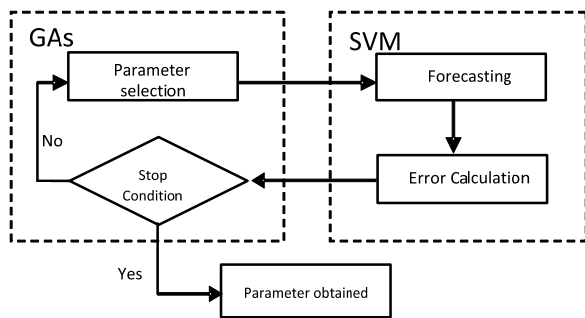 GAs
SVM
Parameter
selection
Forecasting
No
Stop
Condition
Error Calculation
Yes
Parameter obtained